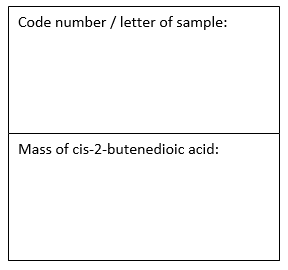 Code number / letter of sample:
Mass of cis-2-butenedioic acid: